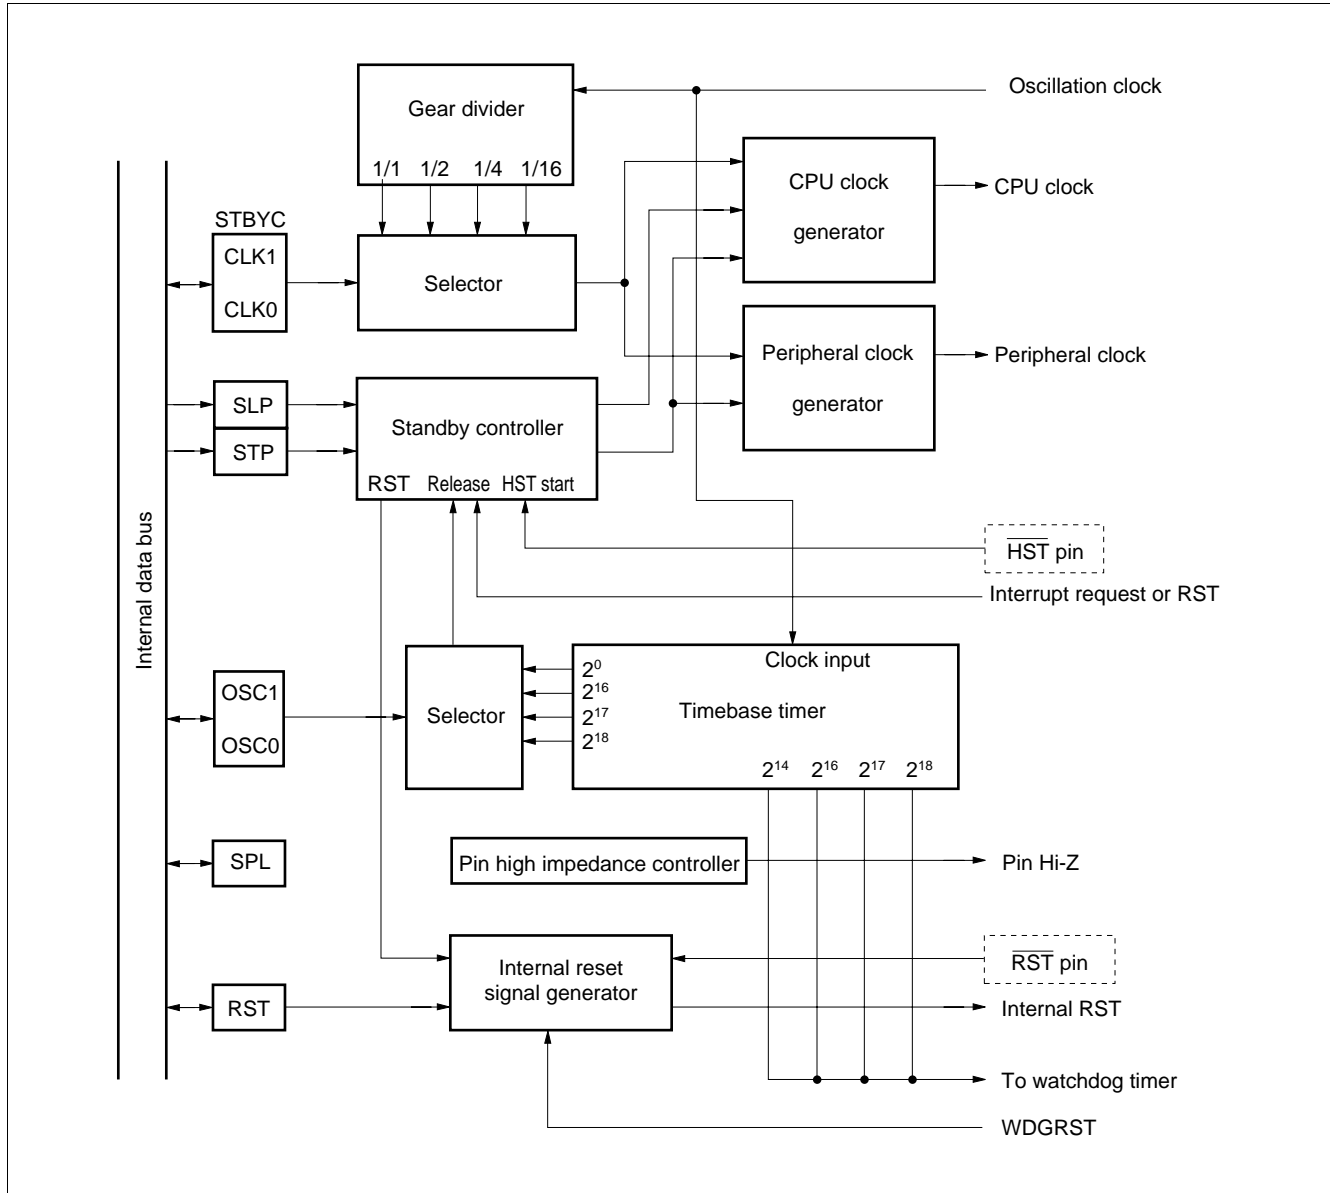 Gear divider
Oscillation clock
1/1 1/2 1/4 1/16
CPU clock
generator
CPU clock
STBYC
CLK1
CLK0
Selector
Peripheral clock
generator
Peripheral clock
SLP
STP
Standby controller
RST Release HST start
Internal data bus
HST pin
Interrupt request or RST
OSC1
OSC0
Selector
2⁰
2¹⁶
2¹⁷
2¹⁸
Clock input
Timebase timer
2¹⁴ 2¹⁶ 2¹⁷ 2¹⁸
SPL
Pin high impedance controller
Pin Hi-Z
Internal reset
signal generator
RST pin
RST
Internal RST
To watchdog timer
WDGRST